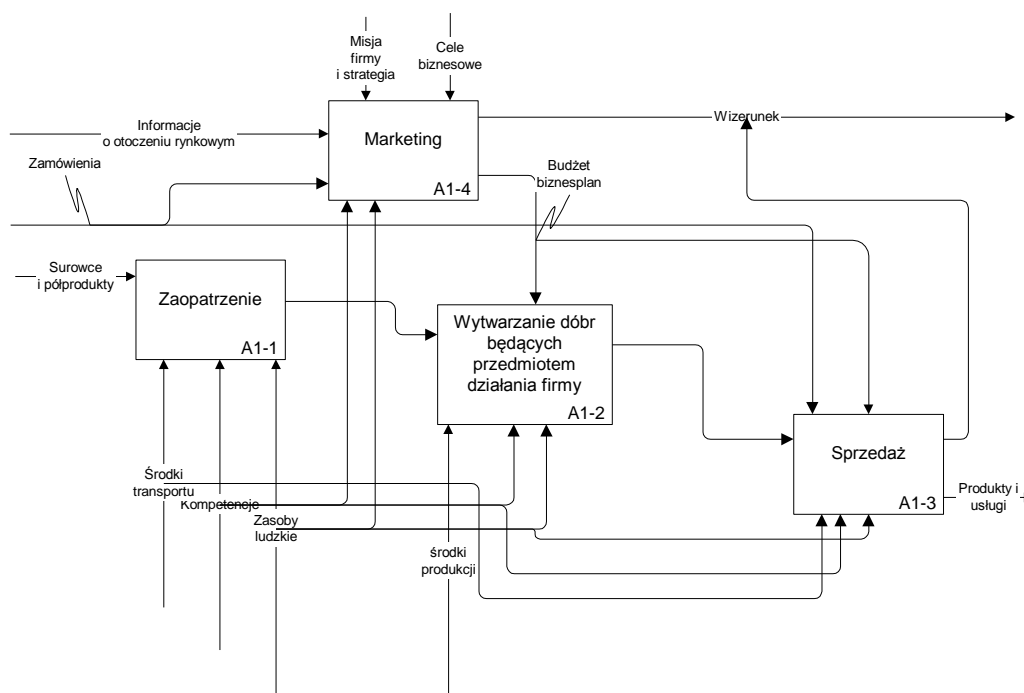 Misja
firmy
i strategia
Cele
biznesowe
Informacje
o otoczeniu rynkowym
Marketing
A1-4
Wizerunek
Zamówienia
Budżet
biznesplan
Surowce
i półprodukty
Zaopatrzenie
A1-1
Wytwarzanie dóbr
będących
przedmiotem
działania firmy
A1-2
Sprzedaż
A1-3
Produkty i
usługi
Środki
transportu
Kompetencje
Zasoby
ludzkie
środki
produkcji